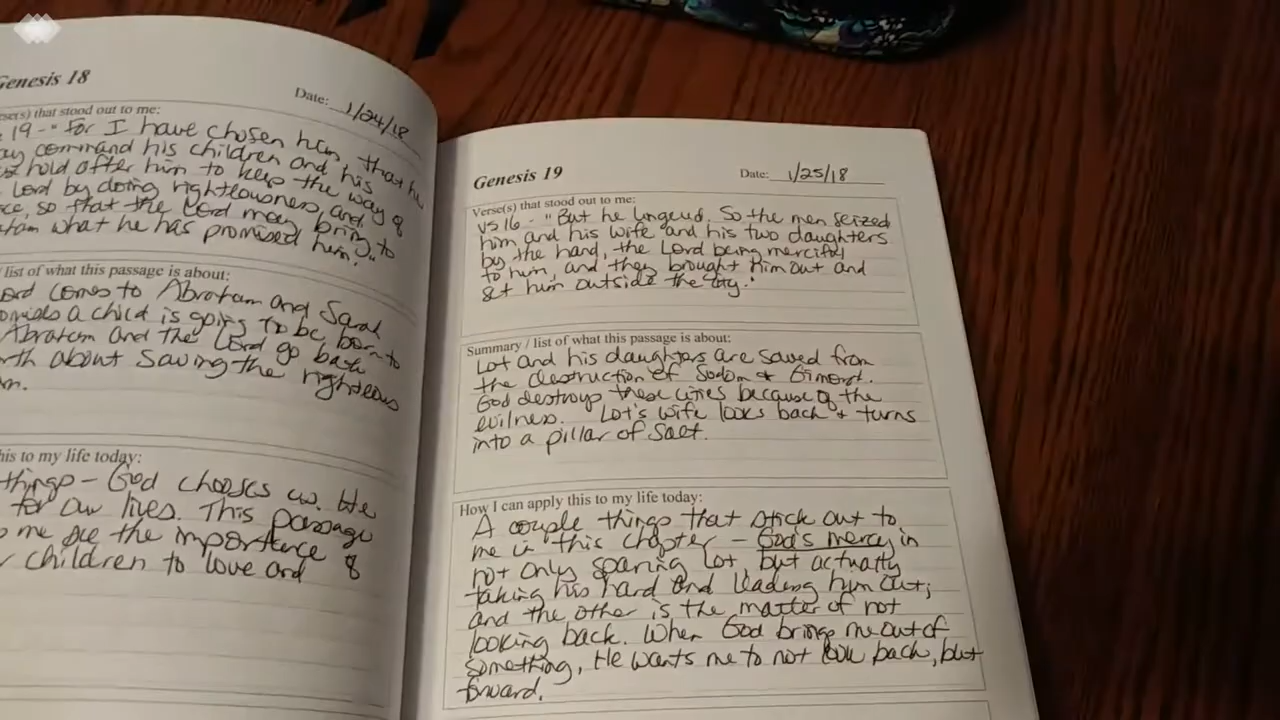 Genesis 18
Date: 1/24/18
verse(s) that stood out to me:
19 - "For I have chosen him, that he
may command his children and his
hold after him to keep the way of
Lord by doing righteousness and
so that the Lord may bring to
what he has promised him."
/ list of what this passage is about:
Lord comes to Abraham and Sarah
a child is going to be born to
Abraham and the Lord go back
about saving the righteous
this to my life today:
things - God chooses us. He
for our lives. This passage
me see the importance of
children to love and
Genesis 19
Date: 1/25/18
Verse(s) that stood out to me:
vs 16 - "But he lingered. So the men seized
him and his wife and his two daughters
by the hand, the Lord being merciful
to him, and they brought him out and
set him outside the city."
Summary / list of what this passage is about:
Lot and his daughters are saved from
the destruction of Sodom +
God destroys these cities because of the
evilness. Lot's wife looks back + turns
into a pillar of salt.
How I can apply this to my life today:
A couple things that stick out to
me in this chapter - God's mercy in
not only sparing Lot, but actually
taking his hand and leading him out;
and the other is the matter of not
looking back. When God brings me out of
something, He wants me to not look back, but
forward.